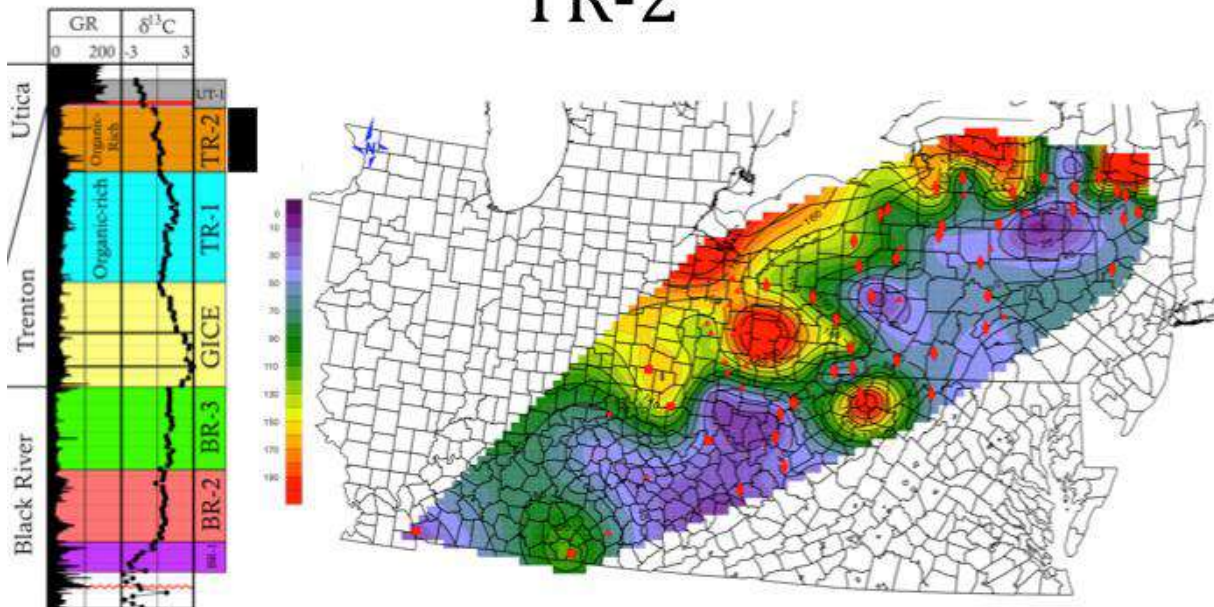 TR-2
GR
δ¹³C
0 200 -3 3
Utica
Trenton
Black River
UT-1
Organic-Rich
TR-2
Organic-rich
TR-1
GICE
BR-3
BR-2
BR-1
N
0
10
30
50
70
90
110
130
150
170
190